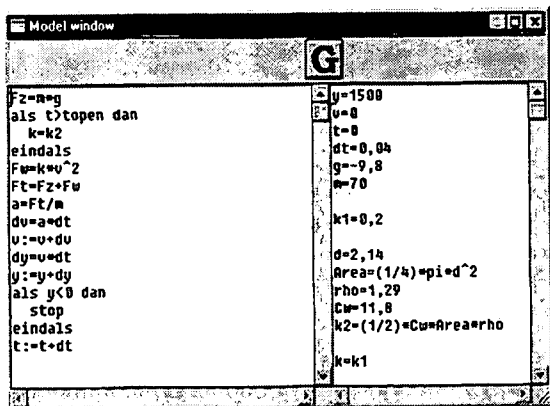 Model window
G
Fz=m*g
als t>topen dan
k=k2
eindals
Fw=k*v^2
Ft=Fz+Fw
a=Ft/m
dv=a*dt
v:=v+dv
dy=v*dt
y:=y+dy
als y<0 dan
stop
eindals
t:=t+dt
y=1500
v=0
t=0
dt=0,04
g=-9,8
m=70
k1=0,2
d=2,14
Area=(1/4)*pi*d^2
rho=1,29
Cw=11,8
k2=(1/2)*Cw*Area*rho
k=k1